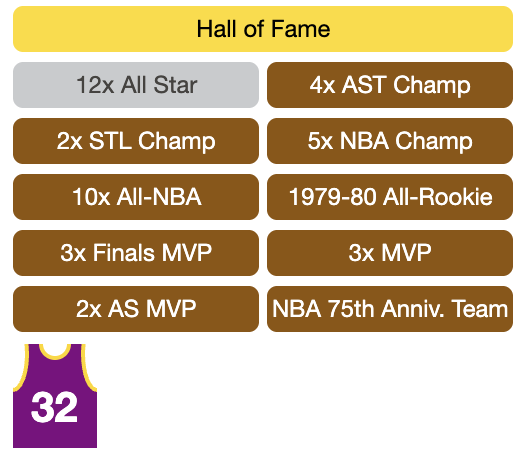 Hall of Fame
12x All Star
4x AST Champ
2x STL Champ
5x NBA Champ
10x All-NBA
1979-80 All-Rookie
3x Finals MVP
3x MVP
2x AS MVP
NBA 75th Anniv. Team
32